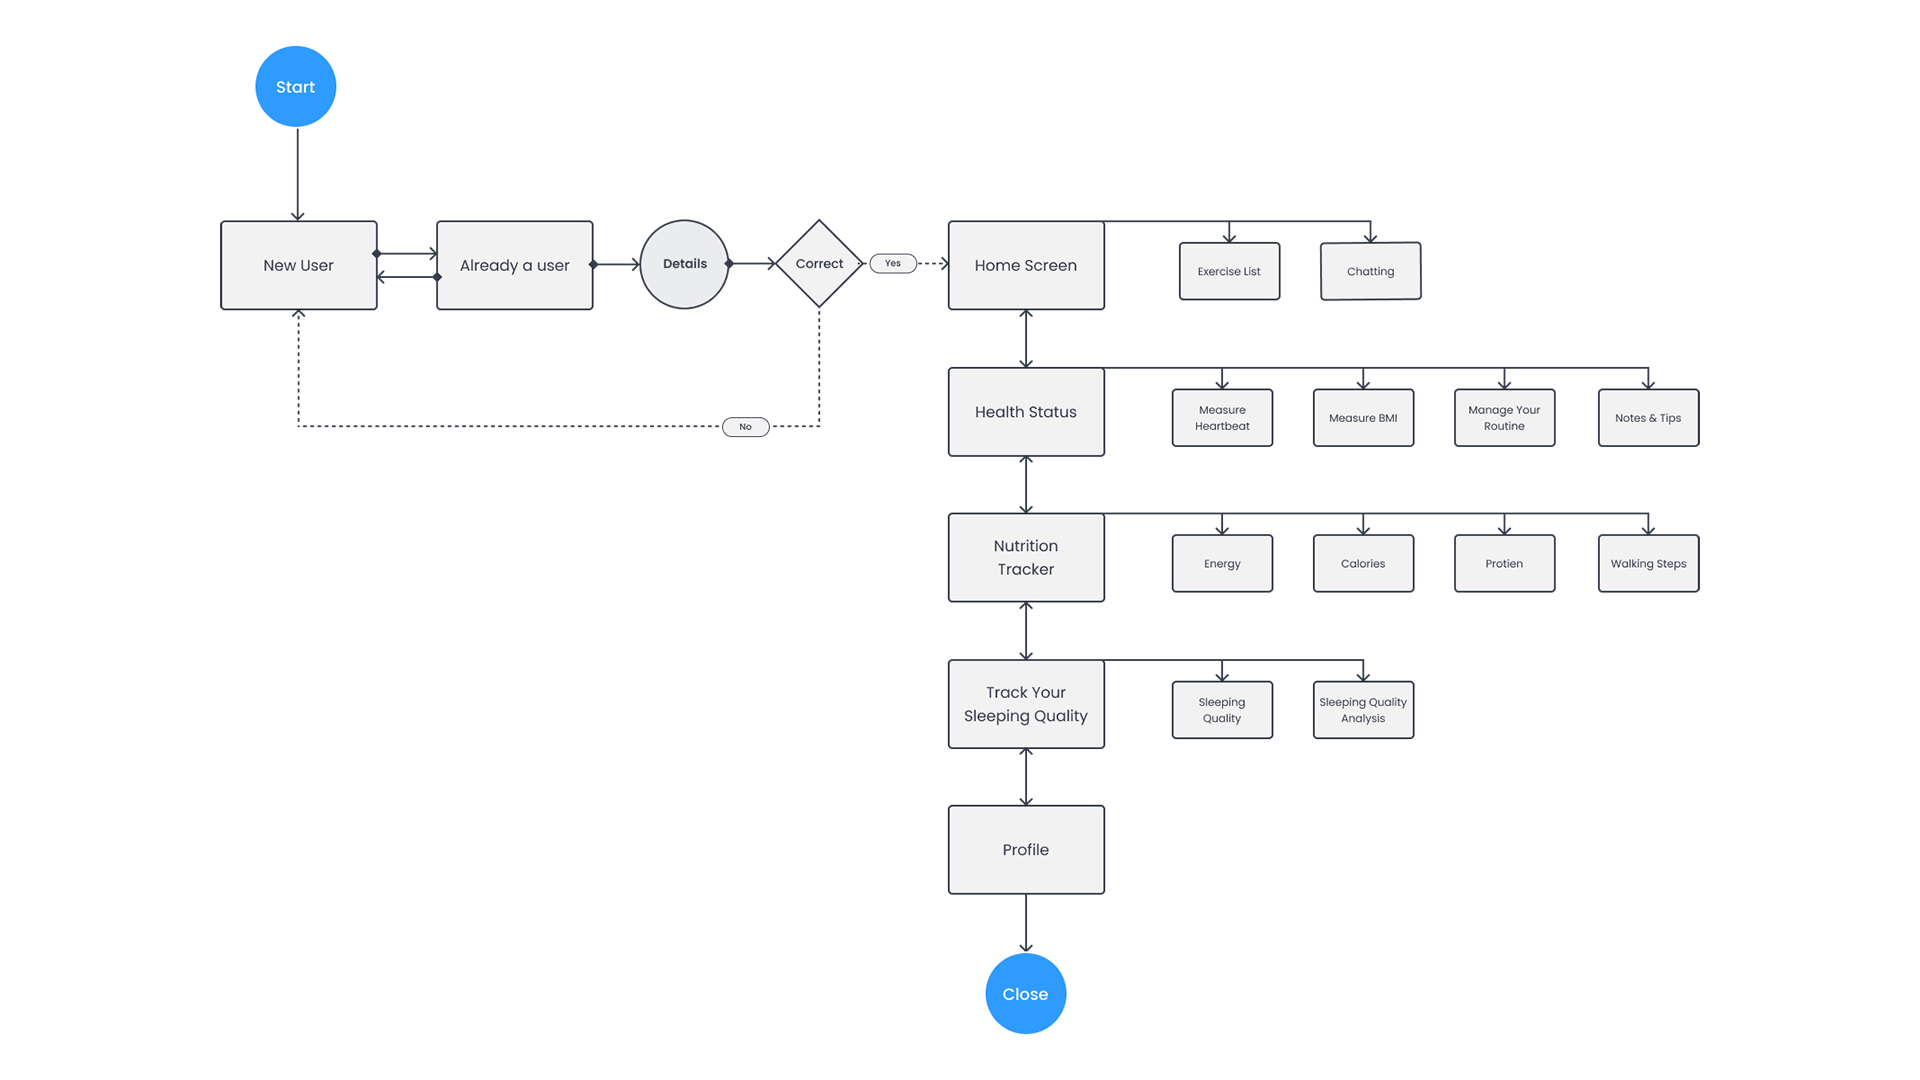 Start
New User
Already a user
Details
Correct
Yes
No
Home Screen
Exercise List
Chatting
Health Status
Measure
Heartbeat
Measure BMI
Manage Your
Routine
Notes & Tips
Nutrition
Tracker
Energy
Calories
Protien
Walking Steps
Track Your
Sleeping Quality
Sleeping
Quality
Sleeping Quality
Analysis
Profile
Close